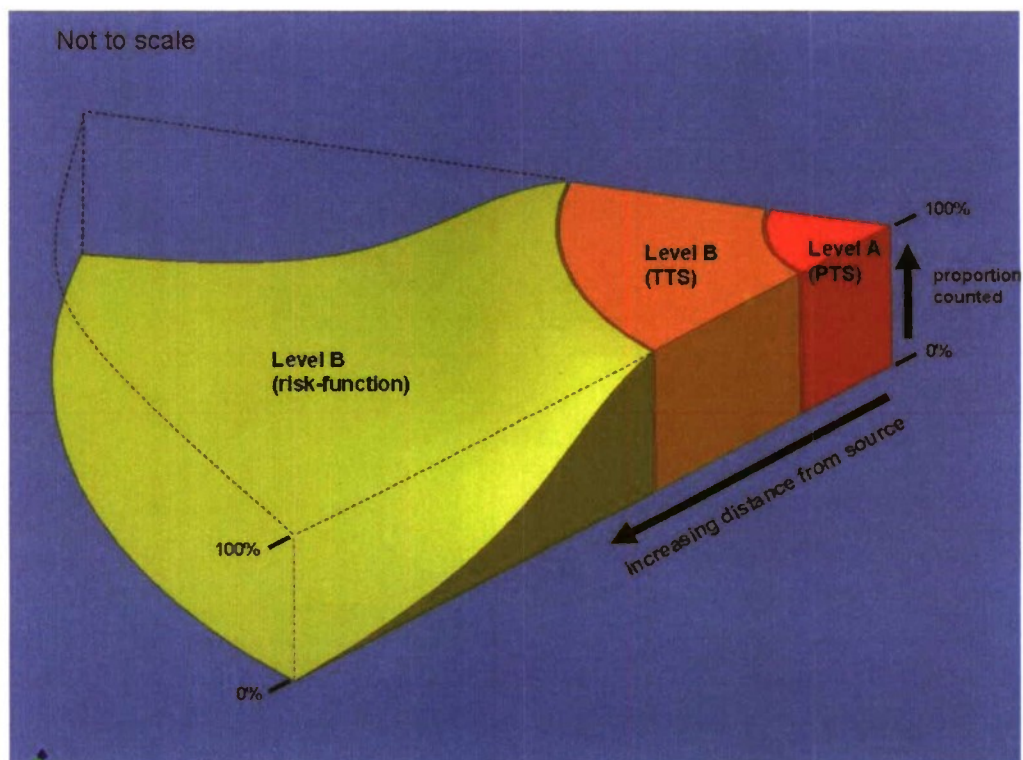 Not to scale
100%
Level B
(TTS)
Level A
(PTS)
proportion
counted
0%
Level B
(risk-function)
increasing distance from source
100%
0%